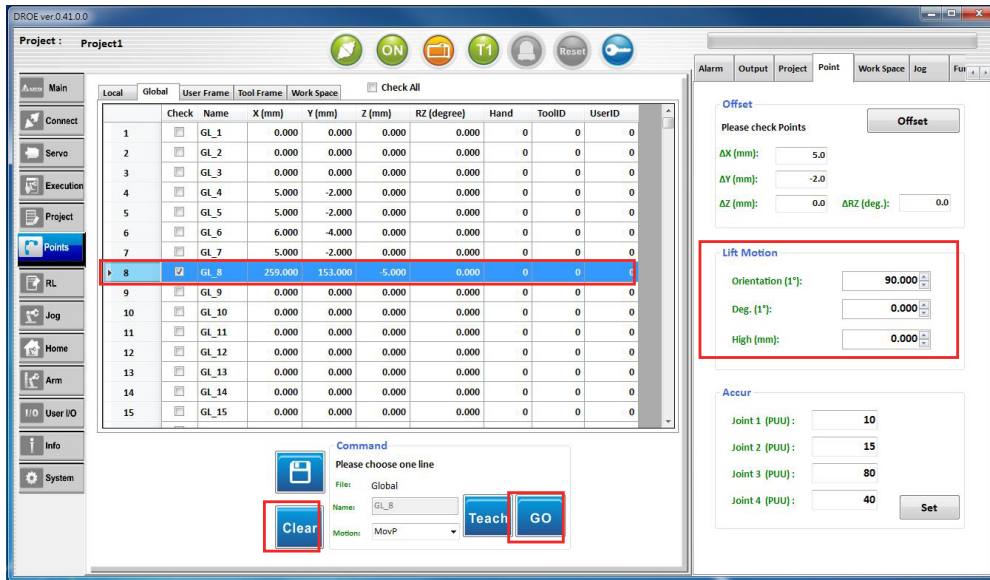 DROE ver.0.41.0.0
Project : Project1
ON T1 Reset
Alarm Output Project Point Work Space Jog Fur
Main
Connect
Servo
Execution
Project
Points
RL
Jog
Home
Arm
I/O User I/O
Info
System
Local Global User Frame Tool Frame Work Space Check All
Check Name X (mm) Y (mm) Z (mm) RZ (degree) Hand ToolID UserID
1 GL_1 0.000 0.000 0.000 0.000 0 0 0
2 GL_2 0.000 0.000 0.000 0.000 0 0 0
3 GL_3 0.000 0.000 0.000 0.000 0 0 0
4 GL_4 5.000 -2.000 0.000 0.000 0 0 0
5 GL_5 5.000 -2.000 0.000 0.000 0 0 0
6 GL_6 6.000 -4.000 0.000 0.000 0 0 0
7 GL_7 5.000 -2.000 0.000 0.000 0 0 0
8 GL_8 259.000 153.000 -5.000 0.000 0 0 0
9 GL_9 0.000 0.000 0.000 0.000 0 0 0
10 GL_10 0.000 0.000 0.000 0.000 0 0 0
11 GL_11 0.000 0.000 0.000 0.000 0 0 0
12 GL_12 0.000 0.000 0.000 0.000 0 0 0
13 GL_13 0.000 0.000 0.000 0.000 0 0 0
14 GL_14 0.000 0.000 0.000 0.000 0 0 0
15 GL_15 0.000 0.000 0.000 0.000 0 0 0
Command
Please choose one line
File: Global
Name: GL_8
Motion: MovP
Clear
Teach
GO
Offset
Please check Points Offset
ΔX (mm): 5.0
ΔY (mm): -2.0
ΔZ (mm): 0.0 ΔRZ (deg.): 0.0
Lift Motion
Orientation (1°): 90.000
Deg. (1°): 0.000
High (mm): 0.000
Accur
Joint 1 (PUU) : 10
Joint 2 (PUU) : 15
Joint 3 (PUU) : 80
Joint 4 (PUU) : 40
Set